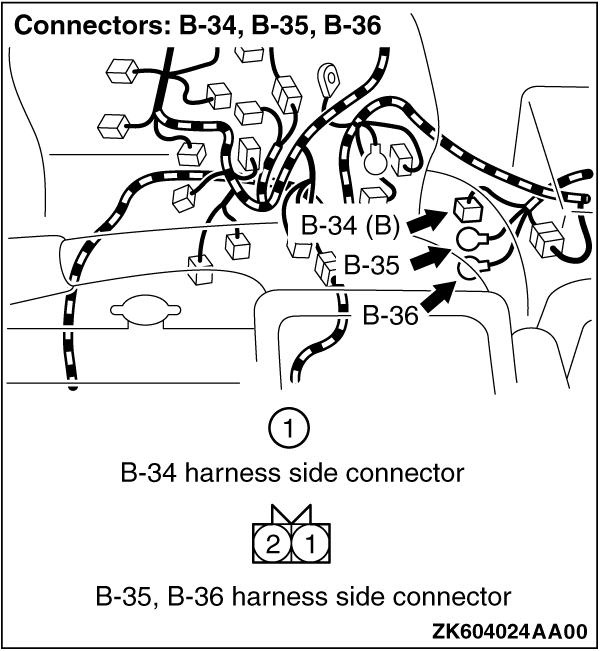 Connectors: B-34, B-35, B-36
B-34 (B)
B-35
B-36
1
B-34 harness side connector
2 1
B-35, B-36 harness side connector
ZK604024AA00